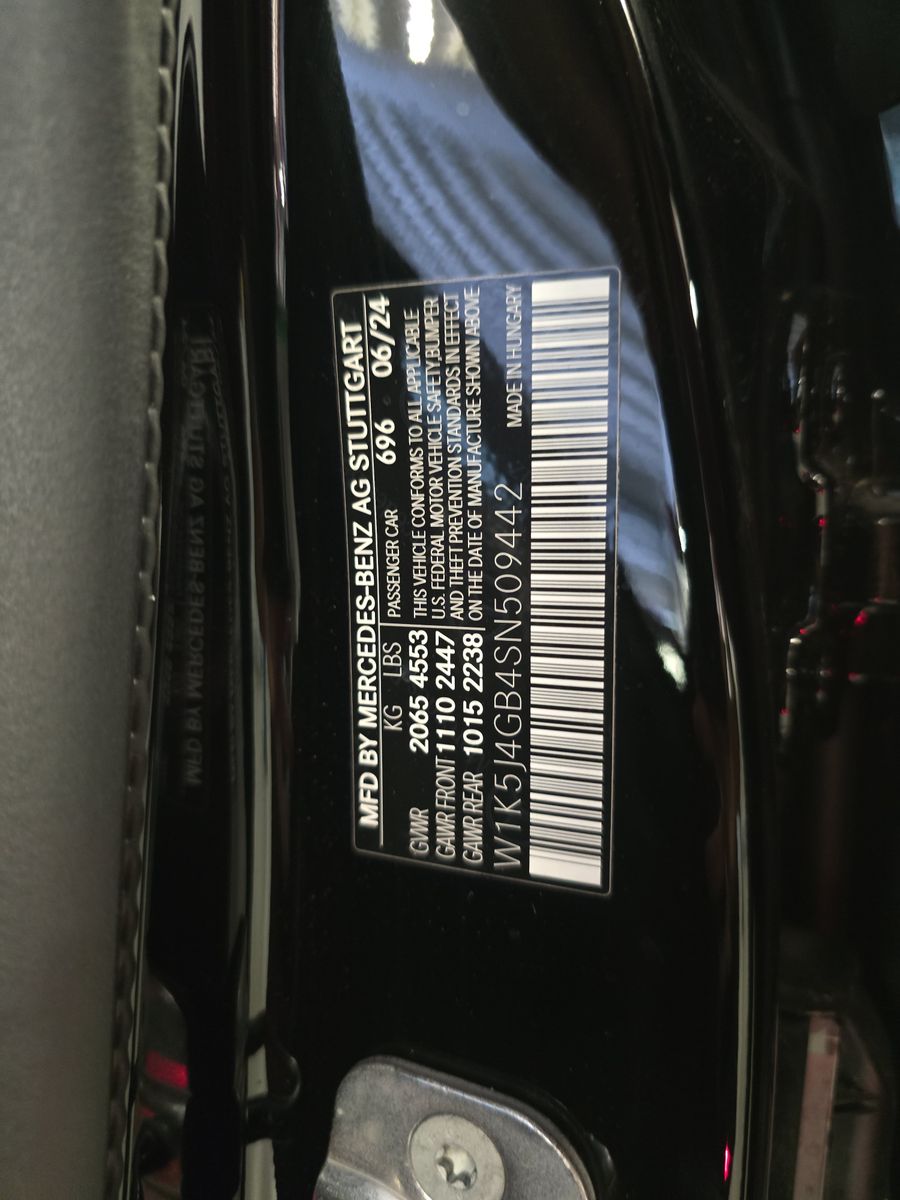 MFD BY MERCEDES-BENZ AG STUTTGART
KG LBS PASSENGER CAR 696 06/24
GVWR 2065 4553 THIS VEHICLE CONFORMS TO ALL APPLICABLE
GAWR FRONT 1110 2447 U.S. FEDERAL MOTOR VEHICLE SAFETY,BUMPER
GAWR REAR 1015 2238 AND THEFT PREVENTION STANDARDS IN EFFECT
ON THE DATE OF MANUFACTURE SHOWN ABOVE
W1K5J4GB4SN509442 MADE IN HUNGARY